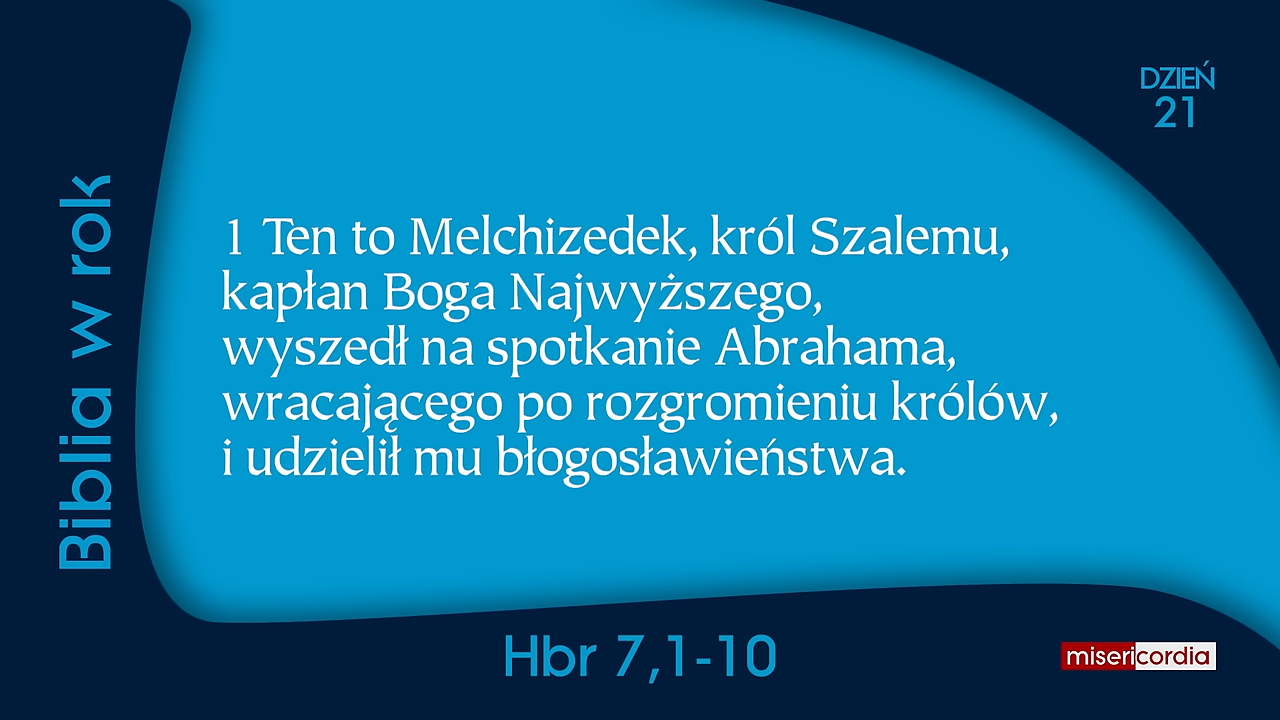 DZIEŃ
21
Biblia w rok
1 Ten to Melchizedek, król Szalemu,
kapłan Boga Najwyższego,
wyszedł na spotkanie Abrahama,
wracającego po rozgromieniu królów,
i udzielił mu błogosławieństwa.
Hbr 7,1-10
misericordia